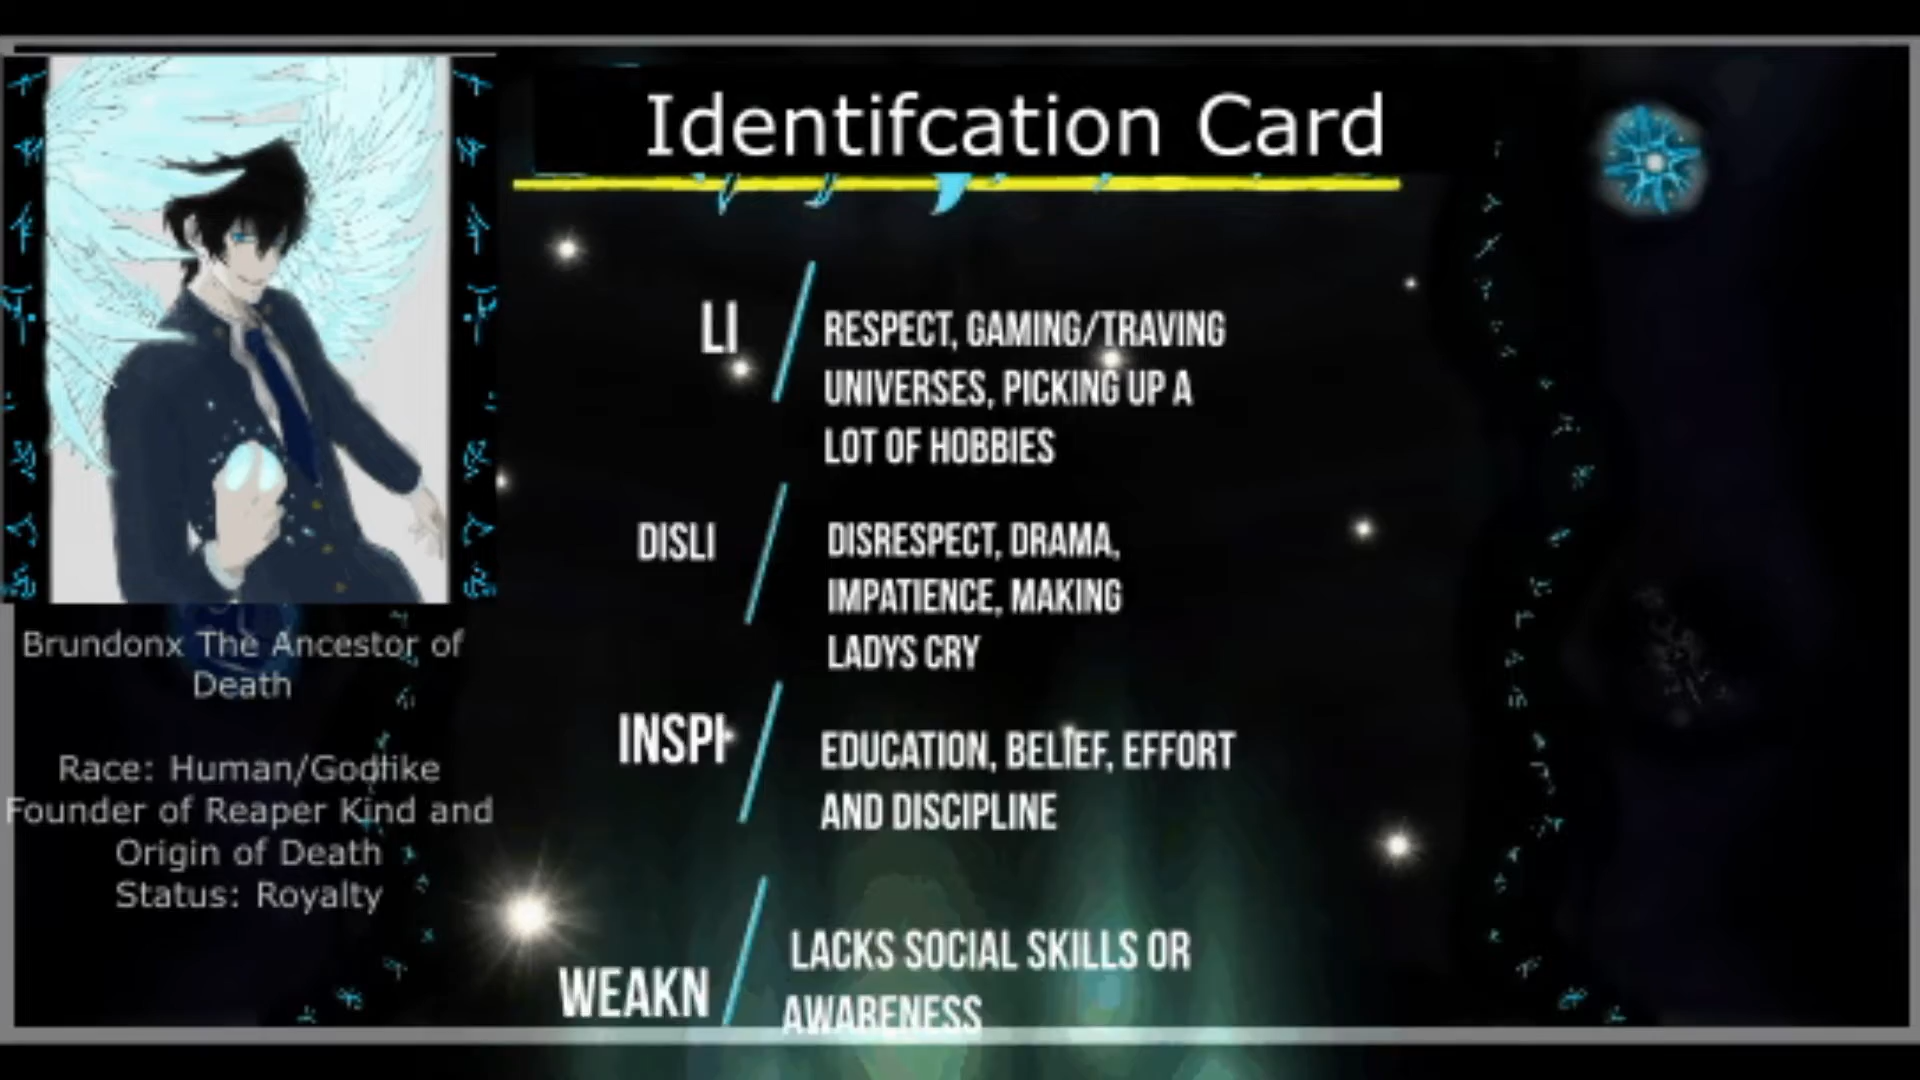 Identifcation Card
LI
RESPECT, GAMING/TRAVING
UNIVERSES, PICKING UP A
LOT OF HOBBIES
DISLI
DISRESPECT, DRAMA,
IMPATIENCE, MAKING
LADYS CRY
INSPI
EDUCATION, BELIEF, EFFORT
AND DISCIPLINE
WEAKN
LACKS SOCIAL SKILLS OR
AWARENESS
Brundonx The Ancestor of
Death
Race: Human/Godlike
Founder of Reaper Kind and
Origin of Death
Status: Royalty